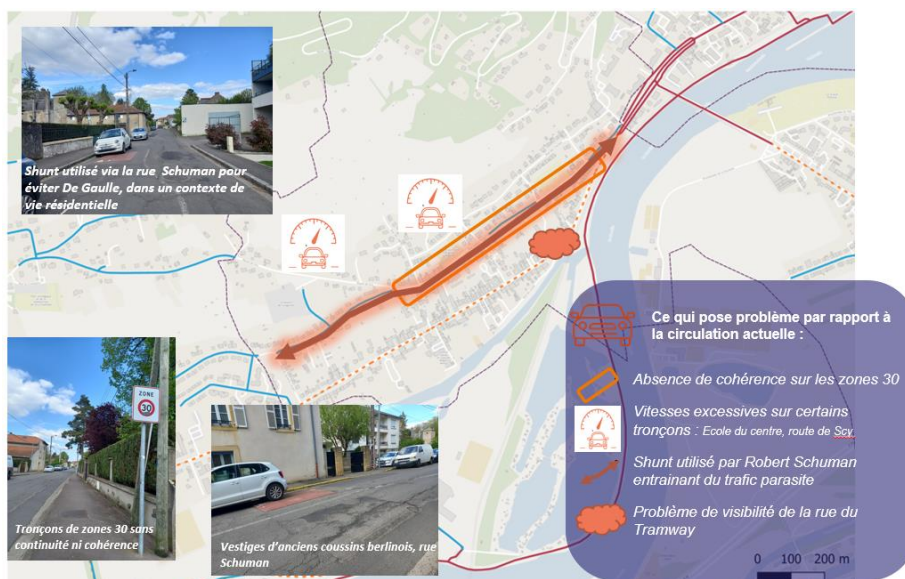 Shunt utilisé via la rue Schuman pour
éviter De Gaulle, dans un contexte de
vie résidentielle
ZONE
30
Tronçons de zones 30 sans
continuité ni cohérence
Vestiges d'anciens coussins berlinois, rue
Schuman
Ce qui pose problème par rapport à
la circulation actuelle :
Absence de cohérence sur les zones 30
Vitesses excessives sur certains
tronçons : Ecole du centre, route de Scy
Shunt utilisé par Robert Schuman
entrainant du trafic parasite
Problème de visibilité de la rue du
Tramway
0 100 200 m